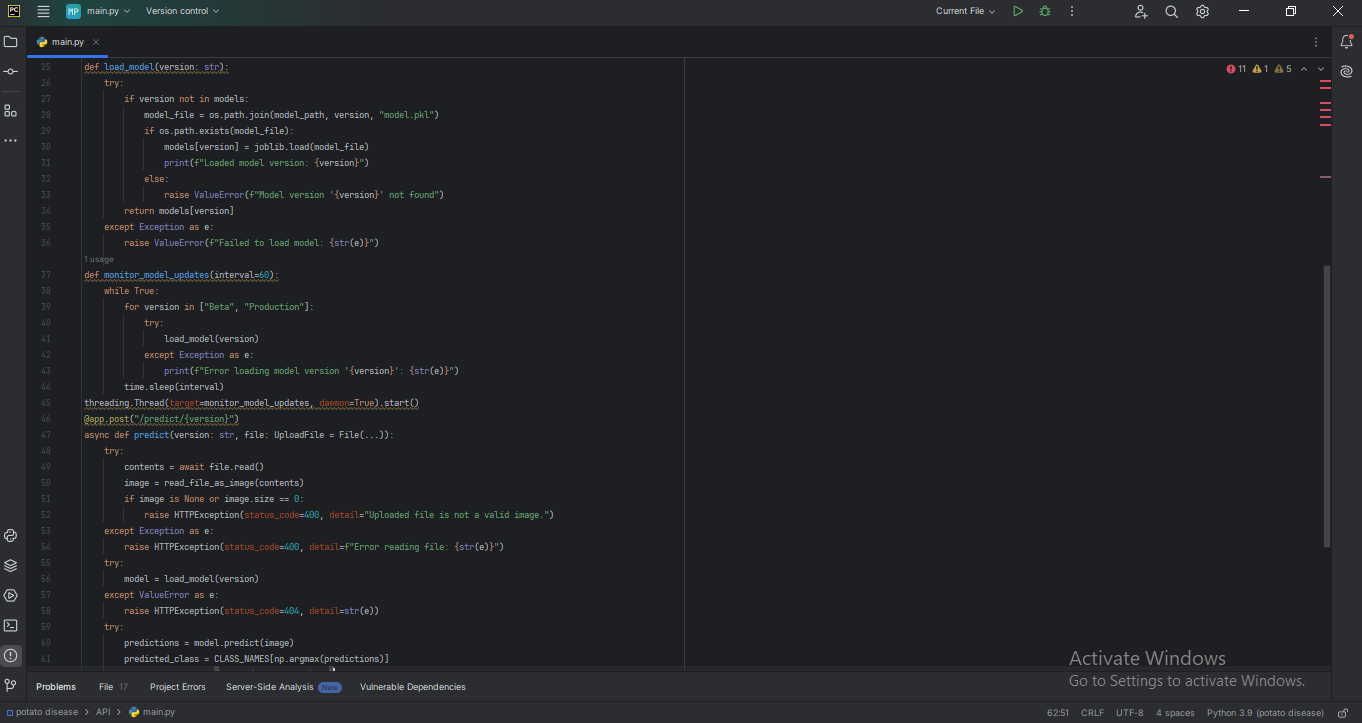 PC
MP main.py Version control Current File
main.py
11 1 5
25 def load_model(version: str):
26 try:
27 if version not in models:
28 model_file = os.path.join(model_path, version, "model.pkl")
29 if os.path.exists(model_file):
30 models[version] = joblib.load(model_file)
31 print(f"Loaded model version: {version}")
32 else:
33 raise ValueError(f"Model version '{version}' not found")
34 return models[version]
35 except Exception as e:
36 raise ValueError(f"Failed to load model: {str(e)}")
1 usage
37 def monitor_model_updates(interval=60):
38 while True:
39 for version in ["Beta", "Production"]:
40 try:
41 load_model(version)
42 except Exception as e:
43 print(f"Error loading model version '{version}': {str(e)}")
44 time.sleep(interval)
45 threading.Thread(target=monitor_model_updates, daemon=True).start()
46 @app.post("/predict/{version}")
47 async def predict(version: str, file: UploadFile = File(...)):
48 try:
49 contents = await file.read()
50 image = read_file_as_image(contents)
51 if image is None or image.size == 0:
52 raise HTTPException(status_code=400, detail="Uploaded file is not a valid image.")
53 except Exception as e:
54 raise HTTPException(status_code=400, detail=f"Error reading file: {str(e)}")
55 try:
56 model = load_model(version)
57 except ValueError as e:
58 raise HTTPException(status_code=404, detail=str(e))
59 try:
60 predictions = model.predict(image)
61 predicted_class = CLASS_NAMES[np.argmax(predictions)]
Activate Windows
Go to Settings to activate Windows.
Problems File 17 Project Errors Server-Side Analysis New Vulnerable Dependencies
potato disease > API > main.py 62:51 CRLF UTF-8 4 spaces Python 3.9 (potato disease)